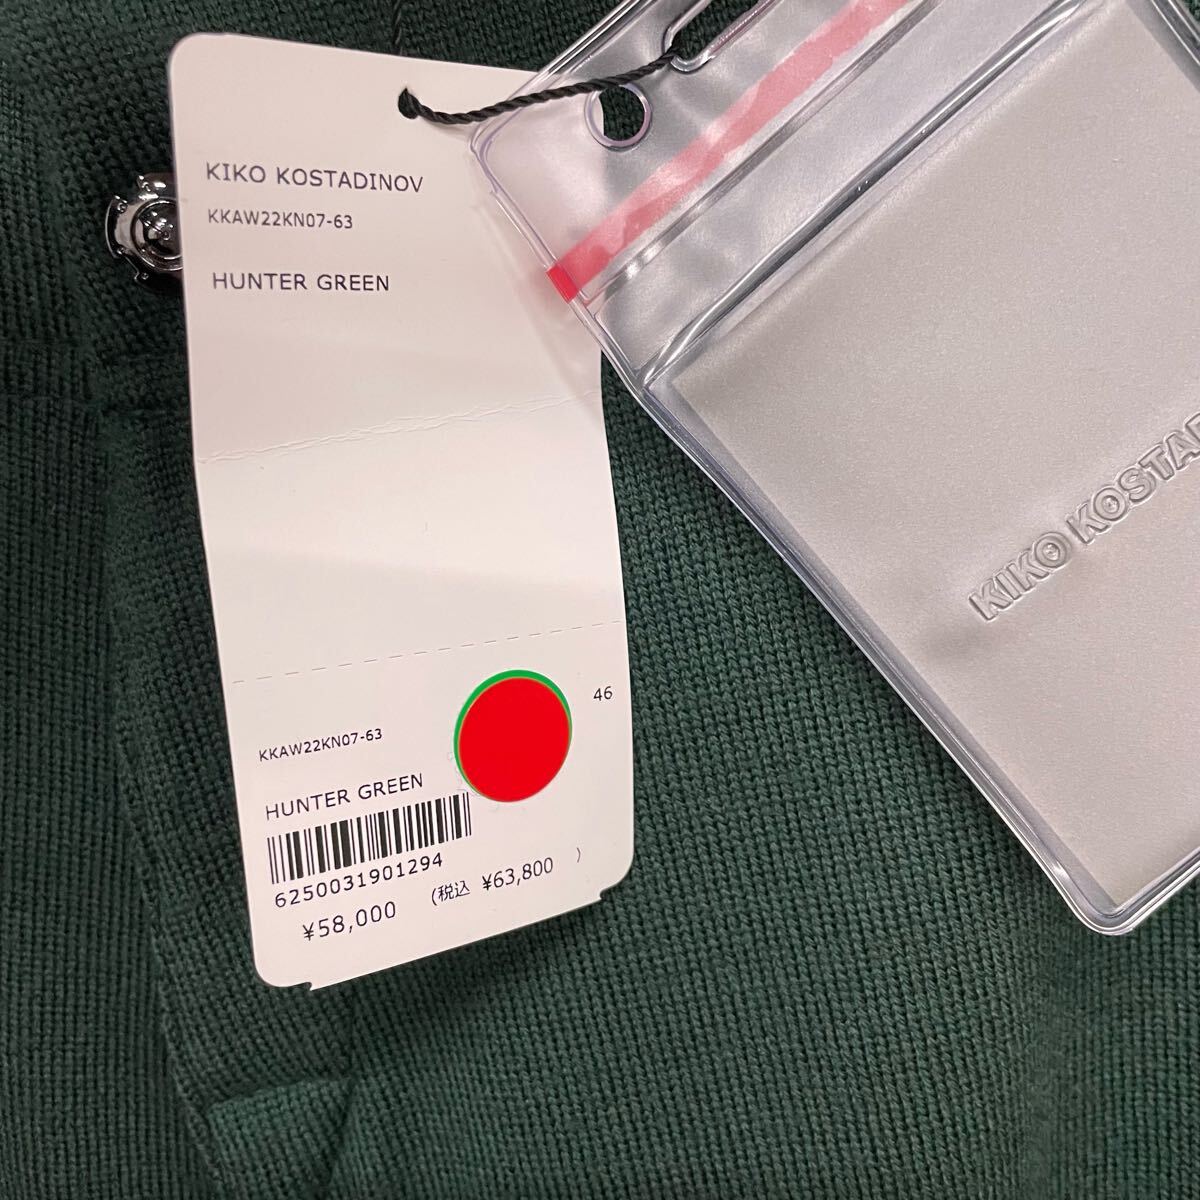 KIKO KOSTADINOV
KKAW22KN07-63
HUNTER GREEN
KKAW22KN07-63
46
HUNTER GREEN
6250031901294
¥58,000
(税込 ¥63,800 )
KIKO